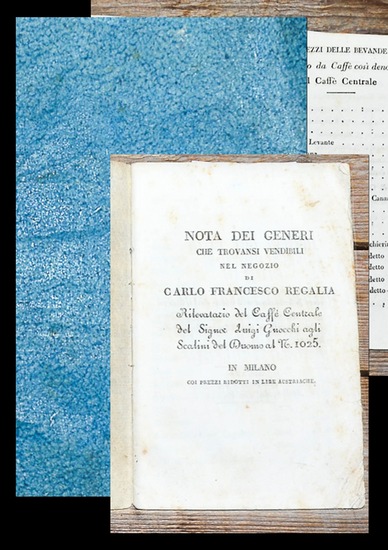 ZZI DELLE BEVANDE
o da Caffè così deno
l Caffè Centrale
Levante
Cann
detto
detto
detto
NOTA DEI GENERI
CHE TROVANSI VENDIBILI
NEL NEGOZIO
DI
CARLO FRANCESCO REGALIA
Rilevatario del Caffè Centrale
del Signor Luigi Gnocchi agli
Scalini del Duomo al N. 1025.
IN MILANO
COI PREZZI RIDOTTI IN LIRE AUSTRIACHE.